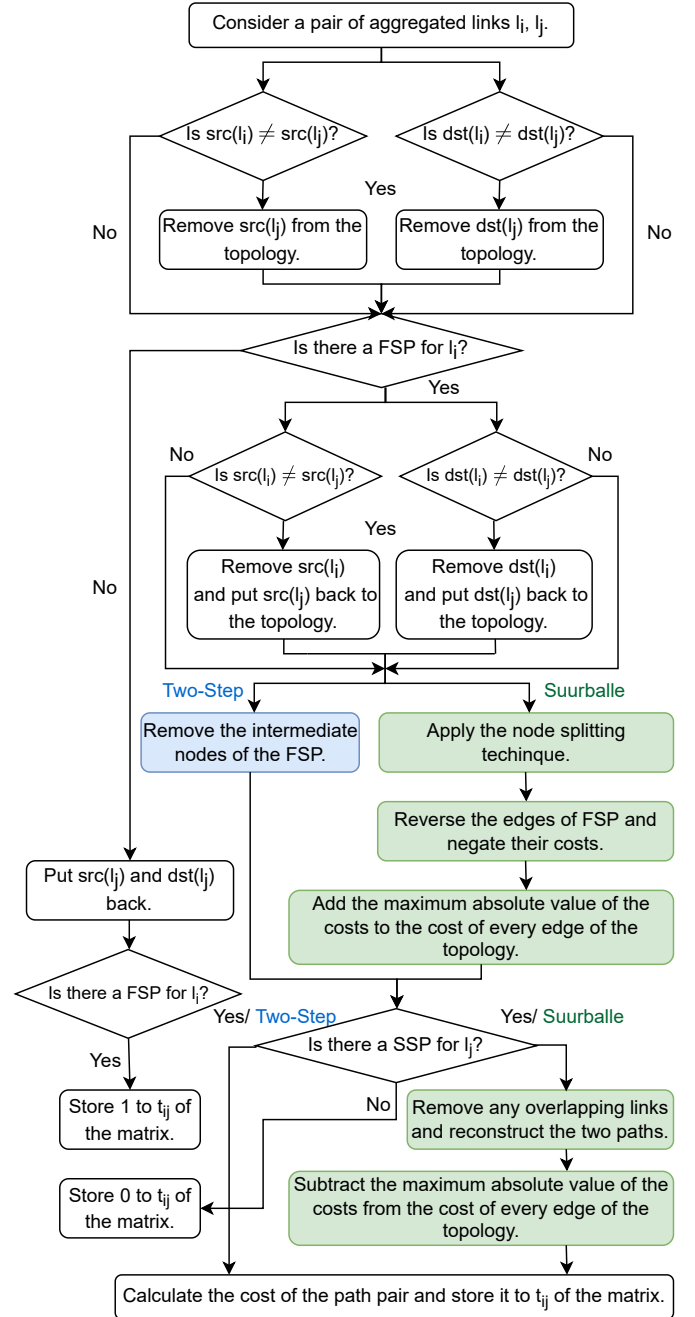 Consider a pair of aggregated links lᵢ, lⱼ.
Is src(lᵢ) ≠ src(lⱼ)?
Is dst(lᵢ) ≠ dst(lⱼ)?
Yes
No
No
Remove src(lⱼ) from the
topology.
Remove dst(lⱼ) from the
topology.
Is there a FSP for lᵢ?
Yes
No
No
Is src(lᵢ) ≠ src(lⱼ)?
Is dst(lᵢ) ≠ dst(lⱼ)?
Yes
No
Remove src(lᵢ)
and put src(lⱼ) back to
the topology.
Remove dst(lᵢ)
and put dst(lⱼ) back to
the topology.
Two-Step
Suurballe
Remove the intermediate
nodes of the FSP.
Apply the node splitting
techinque.
Reverse the edges of FSP and
negate their costs.
Put src(lⱼ) and dst(lⱼ)
back.
Add the maximum absolute value of the
costs to the cost of every edge of the
topology.
Is there a FSP for lᵢ?
Yes/ Two-Step
Yes/ Suurballe
Is there a SSP for lⱼ?
Yes
No
Store 1 to tᵢⱼ of
the matrix.
Remove any overlapping links
and reconstruct the two paths.
Store 0 to tᵢⱼ of
the matrix.
Subtract the maximum absolute value of the
costs from the cost of every edge of the
topology.
Calculate the cost of the path pair and store it to tᵢⱼ of the matrix.